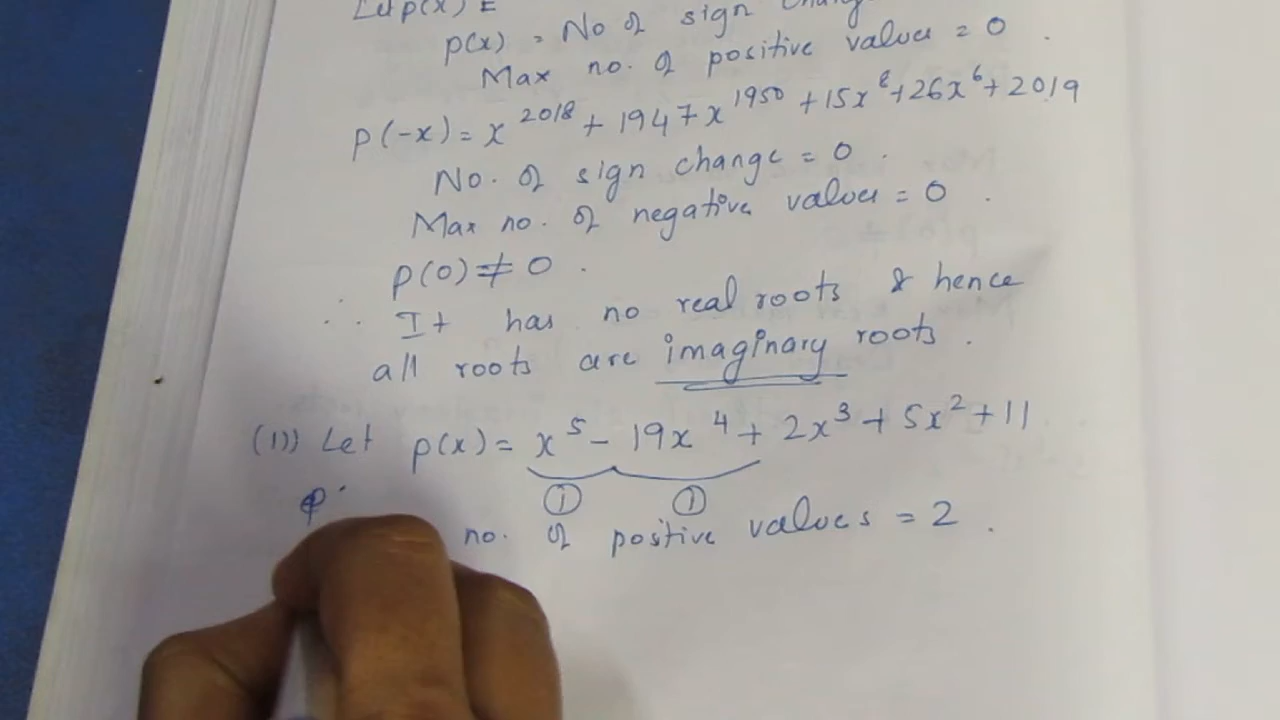 Let p(x) =
p(x) = No of sign chang
Max no. of positive values = 0 .
p(-x) = x^2018 + 1947x^1950 + 15x^8 + 26x^6 + 2019
No. of sign change = 0 .
Max no. of negative values = 0 .
p(0) ≠ 0 .
∴ It has no real roots & hence
all roots are imaginary roots .
(11) Let p(x) = x^5 - 19x^4 + 2x^3 + 5x^2 + 11
① ①
no. of positive values = 2 .